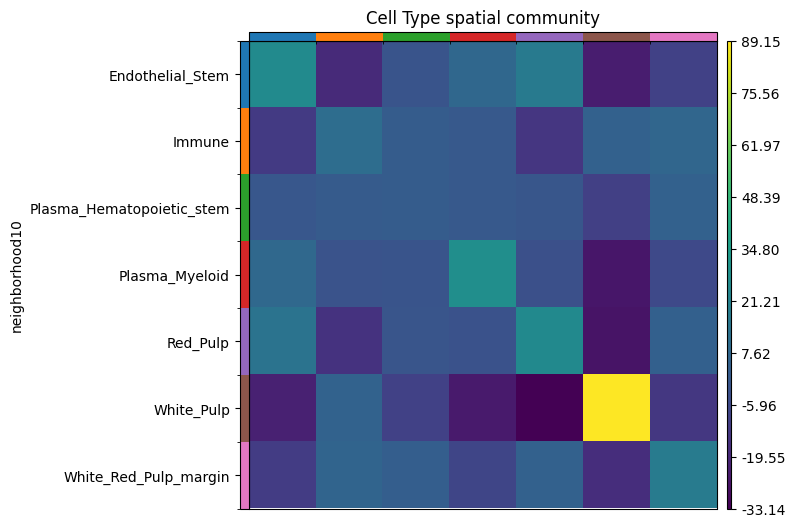 Cell Type spatial community
neighborhood10
Endothelial_Stem
Immune
Plasma_Hematopoietic_stem
Plasma_Myeloid
Red_Pulp
White_Pulp
White_Red_Pulp_margin
89.15
75.56
61.97
48.39
34.80
21.21
7.62
-5.96
-19.55
-33.14